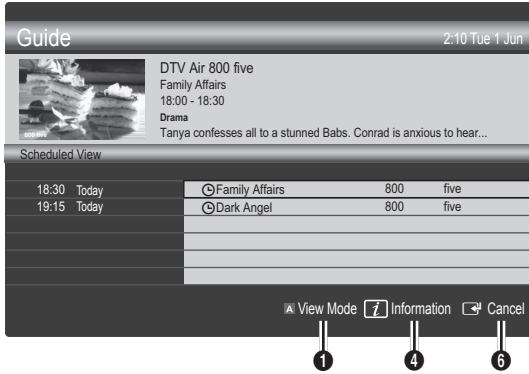 Guide 2:10 Tue 1 Jun
DTV Air 800 five
Family Affairs
18:00 - 18:30
Drama
Tanya confesses all to a stunned Babs. Conrad is anxious to hear...
800 five
Scheduled View
18:30 Today Family Affairs 800 five
19:15 Today Dark Angel 800 five
A View Mode i Information Cancel
1 4 6